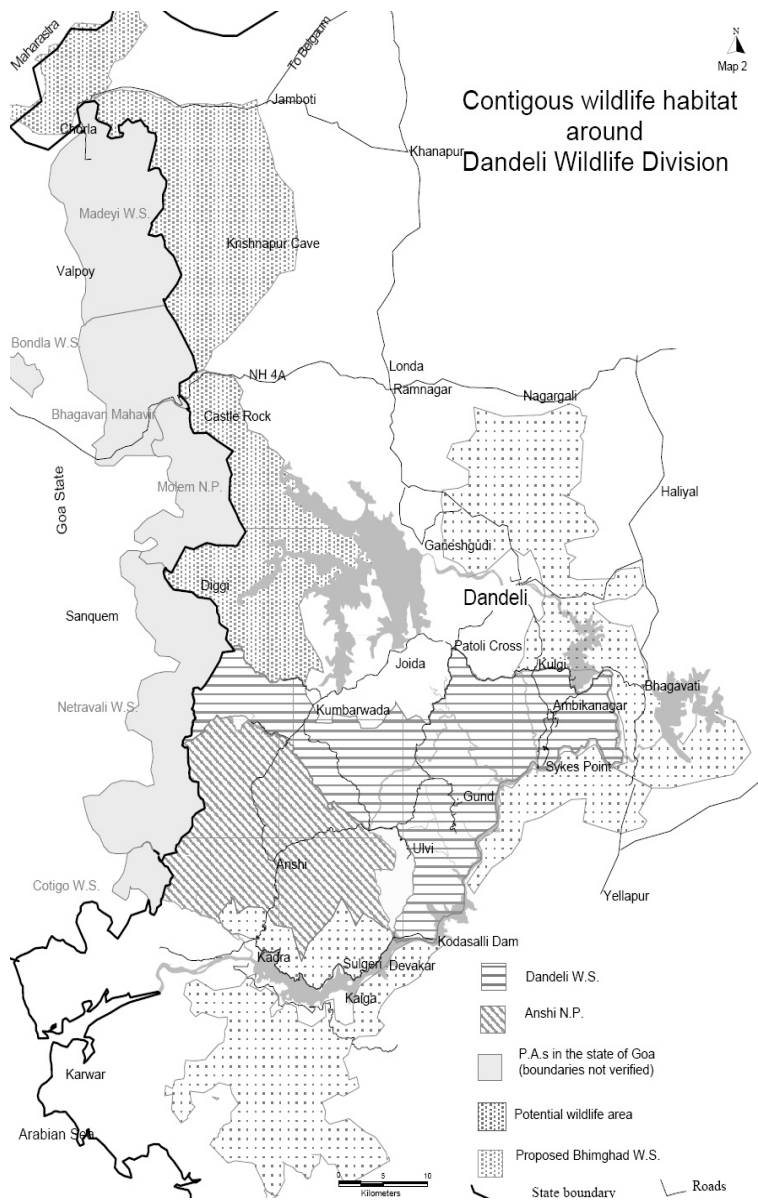 Maharastra
To Belgaum
N
Map 2
Contigous wildlife habitat
around
Dandeli Wildlife Division
Jamboti
Chorla
Khanapur
Madeyi W.S.
Krishnapur Cave
Valpoy
Bondla W.S.
NH 4A
Londa
Ramnagar
Nagargali
Bhagavan Mahavir
Castle Rock
Goa State
Molem N.P.
Haliyal
Ganeshgudi
Diggi
Dandeli
Sanquem
Patoli Cross
Joida
Kulgi
Bhagavati
Netravali W.S.
Kumbarwada
Ambikanagar
Sykes Point
Gund
Ulvi
Anshi
Cotigo W.S.
Yellapur
Kodasalli Dam
Kadra
Sulgeri
Devakar
Kaiga
Dandeli W.S.
Anshi N.P.
P.A.s in the state of Goa
(boundaries not verified)
Karwar
Potential wildlife area
Arabian Sea
Proposed Bhimghad W.S.
0 5 10
Kilometers
State boundary
Roads